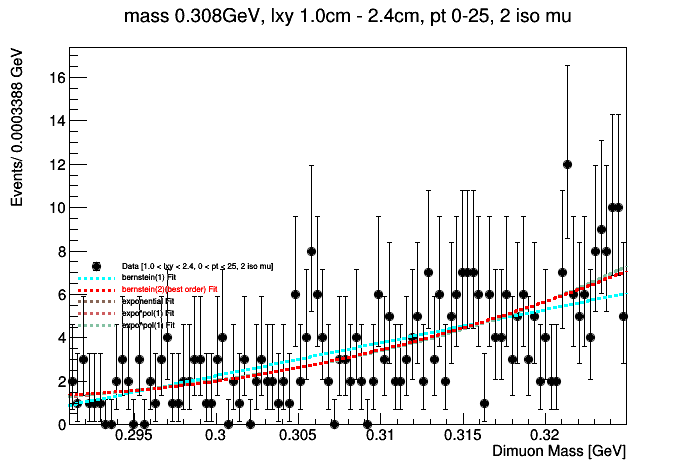 mass 0.308GeV, lxy 1.0cm - 2.4cm, pt 0-25, 2 iso mu
Events/ 0.0003388 GeV
16
14
12
10
8
Data [1.0 < lxy < 2.4, 0 < pt < 25, 2 iso mu]
bernstein(1) Fit
bernstein(2)(best order) Fit
6
exponential Fit
expo*pol(1) Fit
expo*pol(1) Fit
4
2
0
0.295 0.3 0.305 0.31 0.315 0.32
Dimuon Mass [GeV]